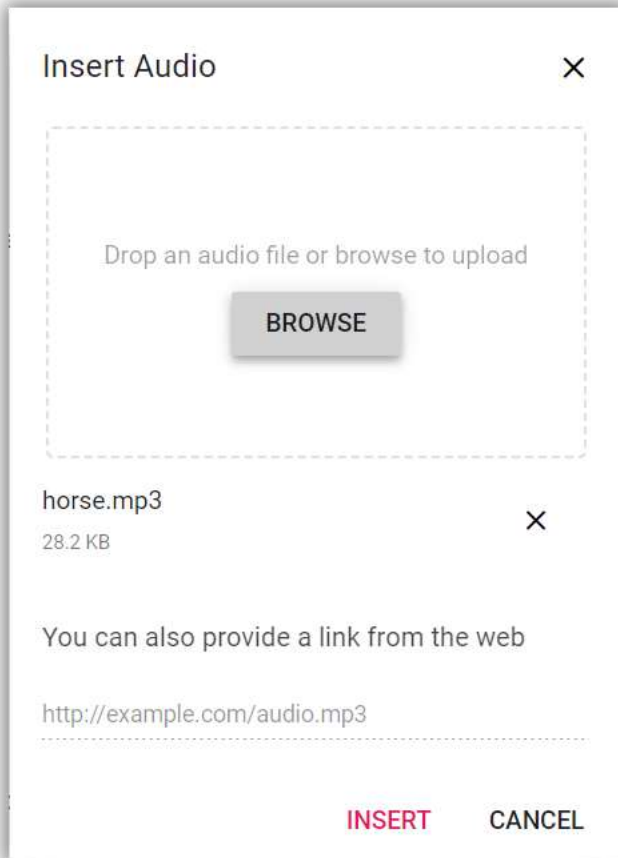 Insert Audio
Drop an audio file or browse to upload
BROWSE
horse.mp3
28.2 KB
You can also provide a link from the web
http://example.com/audio.mp3
INSERT CANCEL